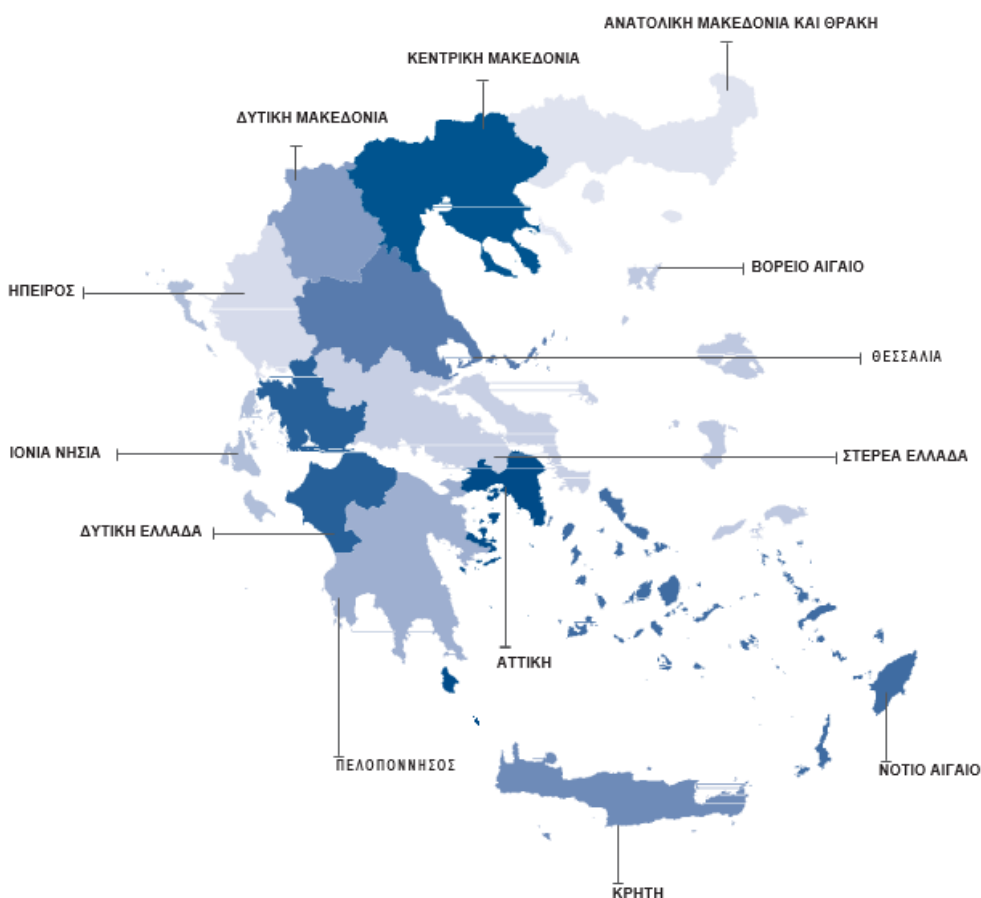 ΑΝΑΤΟΛΙΚΗ ΜΑΚΕΔΟΝΙΑ ΚΑΙ ΘΡΑΚΗ
ΚΕΝΤΡΙΚΗ ΜΑΚΕΔΟΝΙΑ
ΔΥΤΙΚΗ ΜΑΚΕΔΟΝΙΑ
ΒΟΡΕΙΟ ΑΙΓΑΙΟ
ΗΠΕΙΡΟΣ
ΘΕΣΣΑΛΙΑ
ΙΟΝΙΑ ΝΗΣΙΑ
ΣΤΕΡΕΑ ΕΛΛΑΔΑ
ΔΥΤΙΚΗ ΕΛΛΑΔΑ
ΑΤΤΙΚΗ
ΠΕΛΟΠΟΝΝΗΣΟΣ
ΝΟΤΙΟ ΑΙΓΑΙΟ
ΚΡΗΤΗ